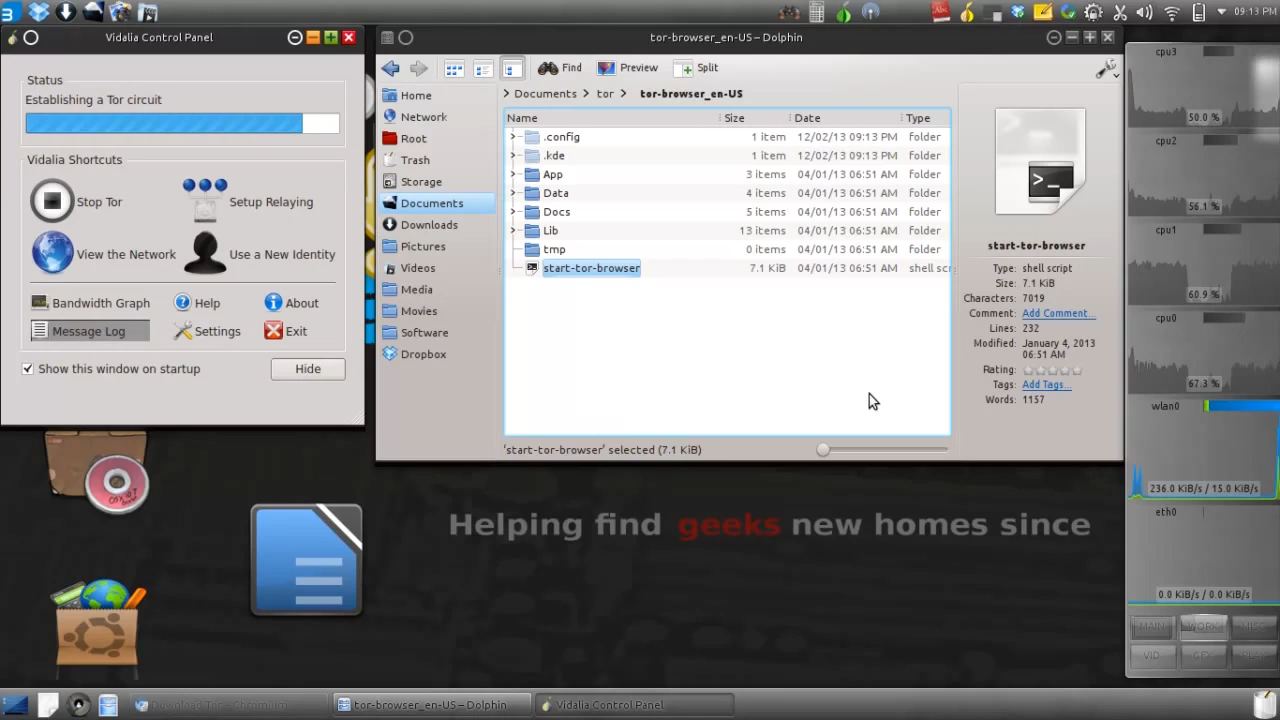 09:13 PM
Vidalia Control Panel
Status
Establishing a Tor circuit
Vidalia Shortcuts
Stop Tor
Setup Relaying
View the Network
Use a New Identity
Bandwidth Graph
Help
About
Message Log
Settings
Exit
Show this window on startup
Hide
tor-browser_en-US – Dolphin
Find
Preview
Split
Home
Network
Root
Trash
Storage
Documents
Downloads
Pictures
Videos
Media
Movies
Software
Dropbox
> Documents > tor > tor-browser_en-US
Name Size Date Type
.config 1 item 12/02/13 09:13 PM folder
.kde 1 item 12/02/13 09:13 PM folder
App 3 items 04/01/13 06:51 AM folder
Data 4 items 04/01/13 06:51 AM folder
Docs 5 items 04/01/13 06:51 AM folder
Lib 13 items 04/01/13 06:51 AM folder
tmp 0 items 04/01/13 06:51 AM folder
start-tor-browser 7.1 KiB 04/01/13 06:51 AM shell scr
'start-tor-browser' selected (7.1 KiB)
start-tor-browser
Type: shell script
Size: 7.1 KiB
Characters: 7019
Comment: Add Comment...
Lines: 232
Modified: January 4, 2013
06:51 AM
Rating:
Tags: Add Tags...
Words: 1157
cpu3
50.0 %
cpu2
56.1 %
cpu1
60.9 %
cpu0
67.3 %
wlan0
236.0 KiB/s / 15.0 KiB/s
eth0
0.0 KiB/s / 0.0 KiB/s
MAIN WORK
VID
Helping find geeks new homes since
Download Tor - Chromium
tor-browser_en-US – Dolphin
Vidalia Control Panel